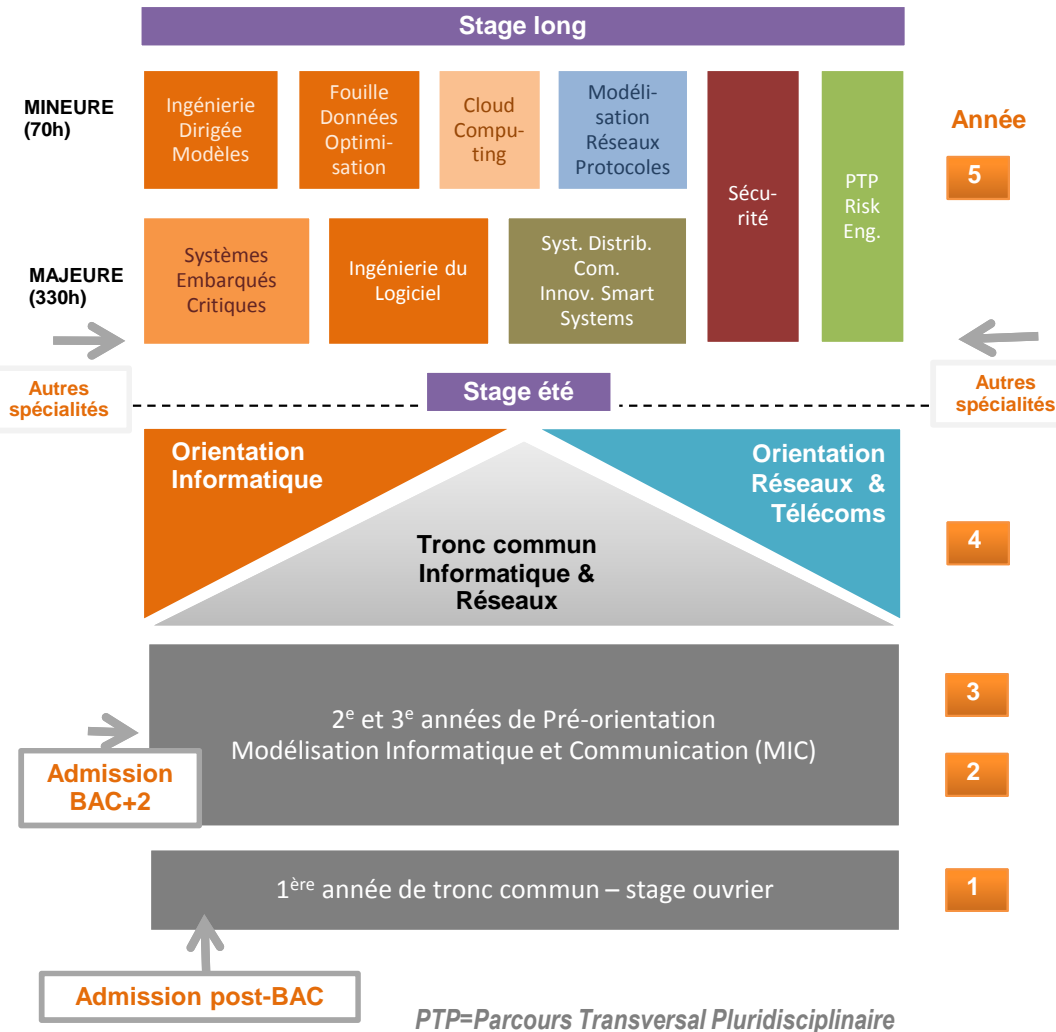 Stage long
MINEURE
(70h)
Ingénierie
Dirigée
Modèles
Fouille
Données
Optimi-
sation
Cloud
Compu-
ting
Modéli-
sation
Réseaux
Protocoles
Sécu-
rité
PTP
Risk
Eng.
Année
5
MAJEURE
(330h)
Systèmes
Embarqués
Critiques
Ingénierie du
Logiciel
Syst. Distrib.
Com.
Innov. Smart
Systems
Autres
spécialités
Stage été
Autres
spécialités
Orientation
Informatique
Orientation
Réseaux &
Télécoms
Tronc commun
Informatique &
Réseaux
4
3
2e et 3e années de Pré-orientation
Modélisation Informatique et Communication (MIC)
2
Admission
BAC+2
1ère année de tronc commun – stage ouvrier
1
Admission post-BAC
PTP=Parcours Transversal Pluridisciplinaire